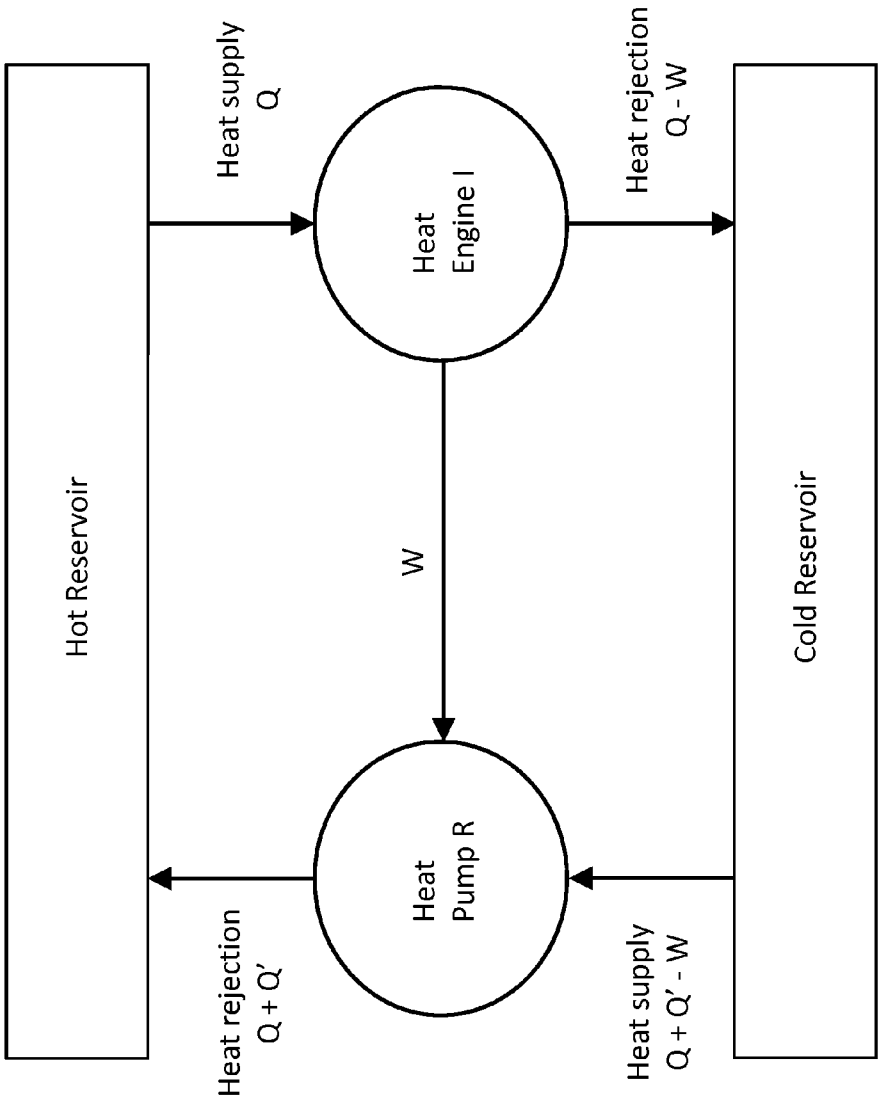 Hot Reservoir
Heat rejection
Q + Q’
Heat supply
Q
Heat
Pump R
W
Heat
Engine I
Heat supply
Q + Q’ - W
Heat rejection
Q - W
Cold Reservoir